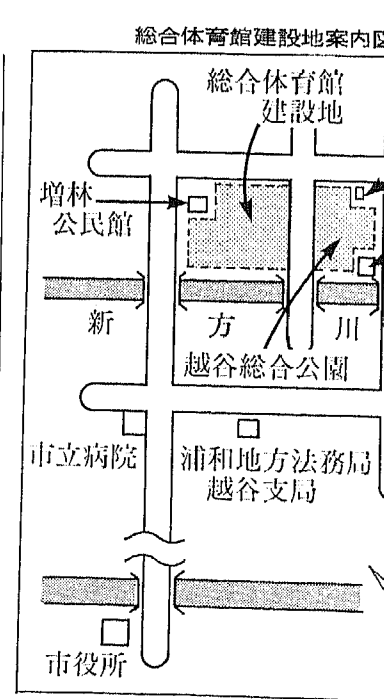 総合体育館建設地案内図
総合体育館
建設地
増林
公民館
新方川
越谷総合公園
市立病院
浦和地方法務局
越谷支局
市役所